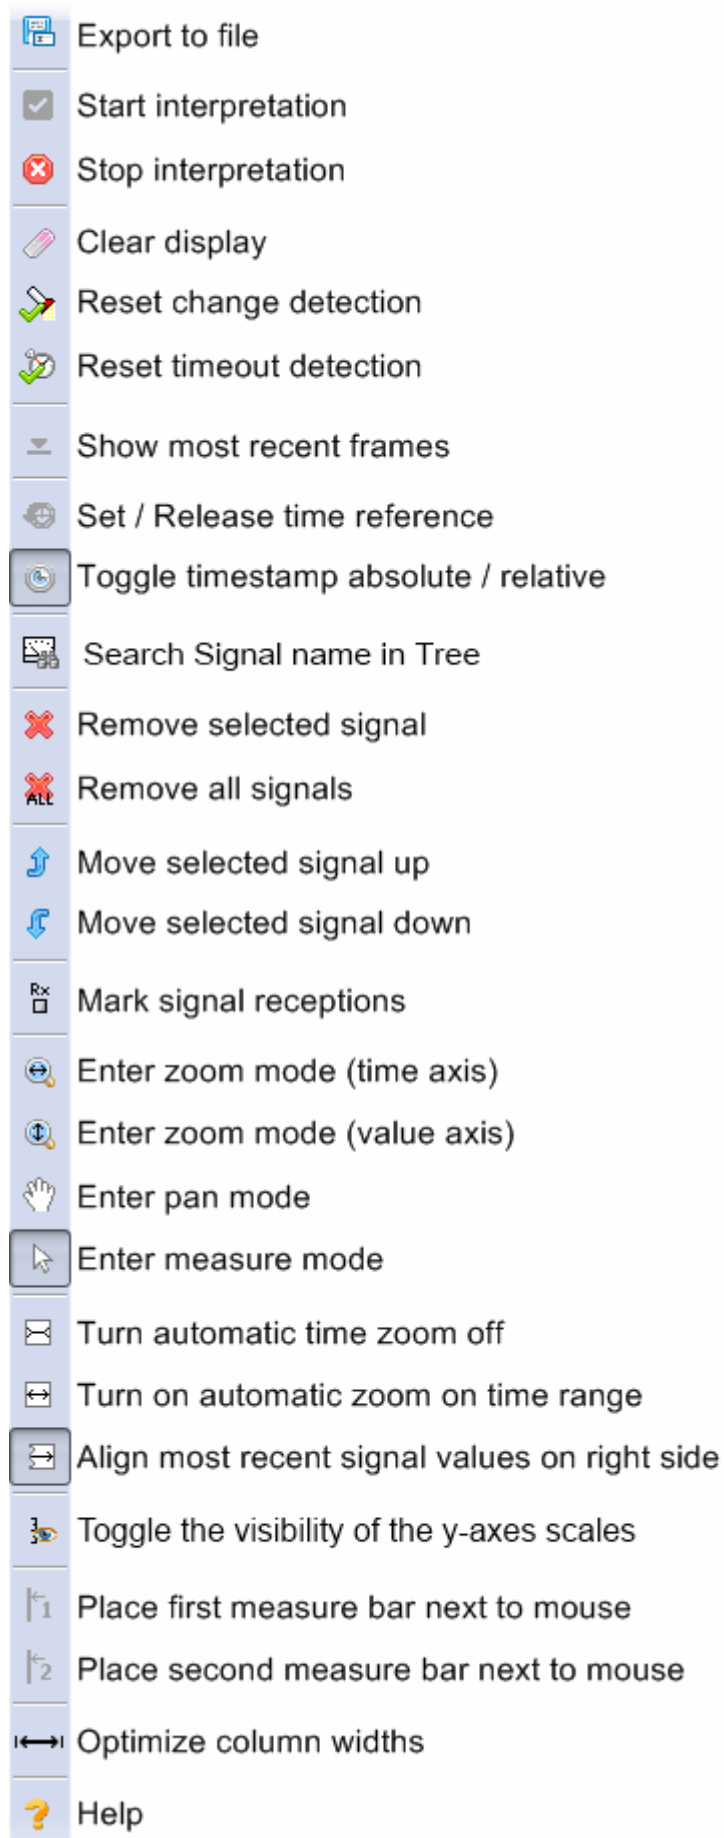 Export to file
Start interpretation
Stop interpretation
Clear display
Reset change detection
Reset timeout detection
Show most recent frames
Set / Release time reference
Toggle timestamp absolute / relative
Search Signal name in Tree
Remove selected signal
ALL Remove all signals
Move selected signal up
Move selected signal down
Rx Mark signal receptions
Enter zoom mode (time axis)
Enter zoom mode (value axis)
Enter pan mode
Enter measure mode
Turn automatic time zoom off
Turn on automatic zoom on time range
Align most recent signal values on right side
Toggle the visibility of the y-axes scales
1 Place first measure bar next to mouse
2 Place second measure bar next to mouse
Optimize column widths
? Help